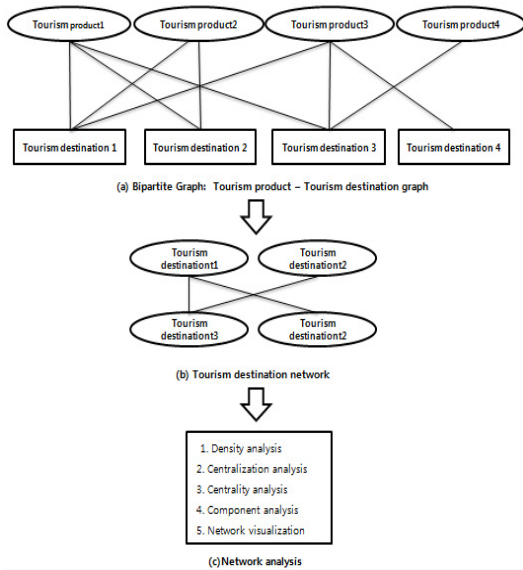 Tourism product1
Tourism product2
Tourism product3
Tourism product4
Tourism destination 1
Tourism destination 2
Tourism destination 3
Tourism destination 4
(a) Bipartite Graph: Tourism product – Tourism destination graph
Tourism
destinationt1
Tourism
destinationt2
Tourism
destinationt3
Tourism
destinationt2
(b) Tourism destination network
1. Density analysis
2. Centralization analysis
3. Centrality analysis
4. Component analysis
5. Network visualization
(c)Network analysis